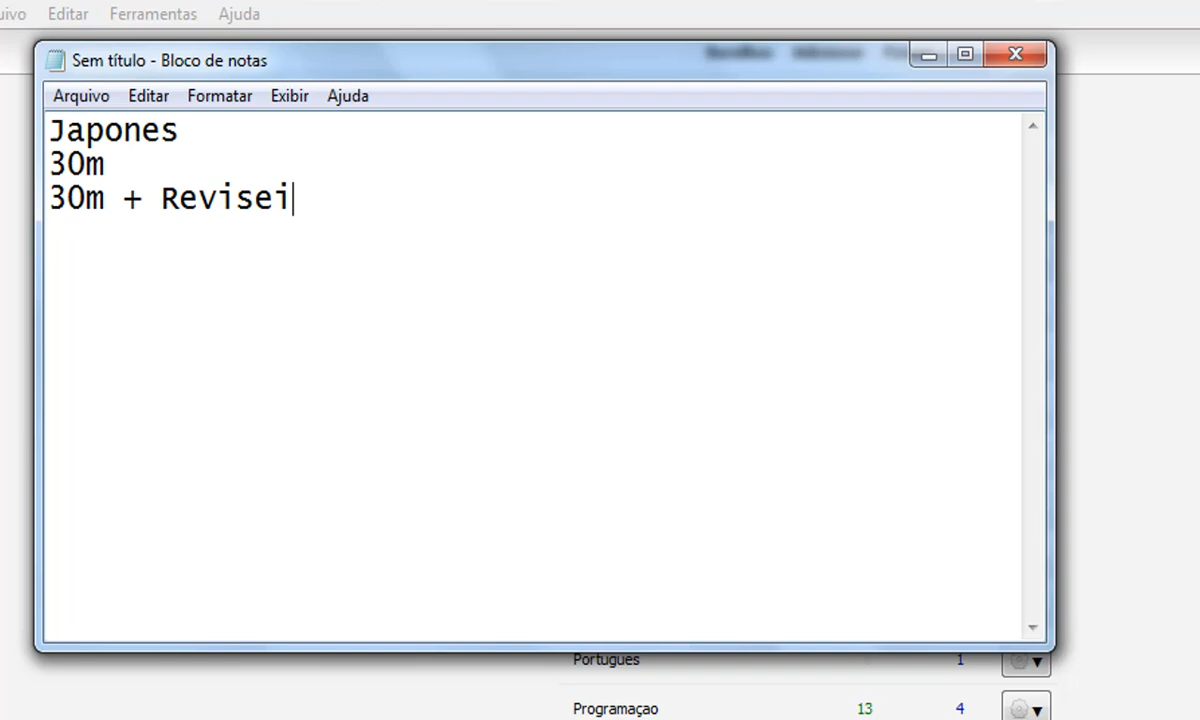 Editar Ferramentas Ajuda
Sem título - Bloco de notas
Arquivo Editar Formatar Exibir Ajuda
Japones
30m
30m + Revisei
Portugues 1
Programaçao 13 4